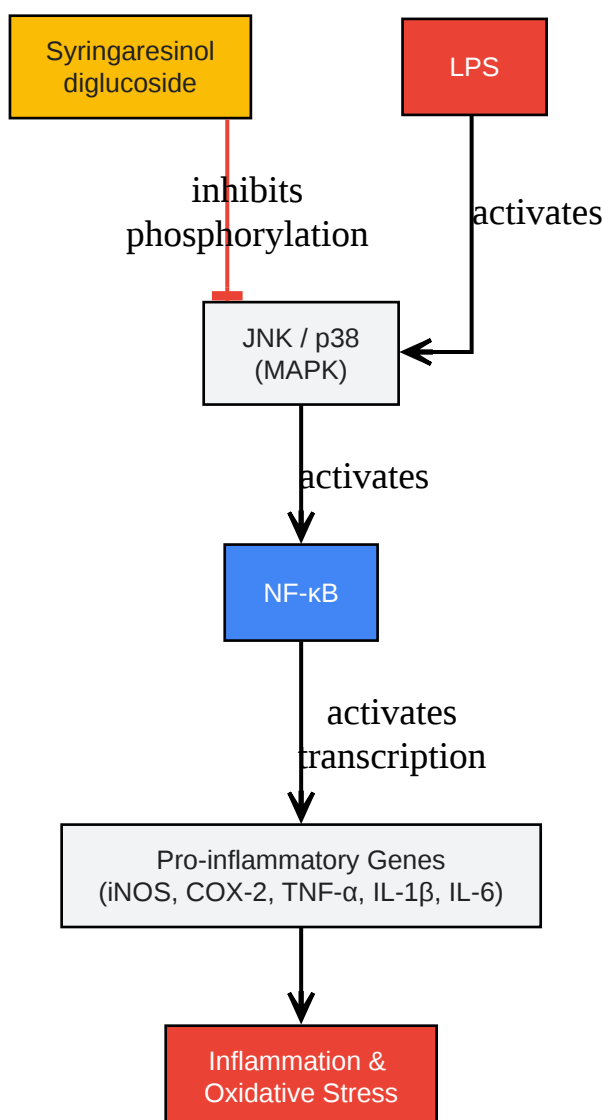 Syringaresinol
diglucoside
LPS
inhibits
phosphorylation
activates
JNK / p38
(MAPK)
activates
NF-κB
activates
transcription
Pro-inflammatory Genes
(iNOS, COX-2, TNF-α, IL-1β, IL-6)
Inflammation &
Oxidative Stress